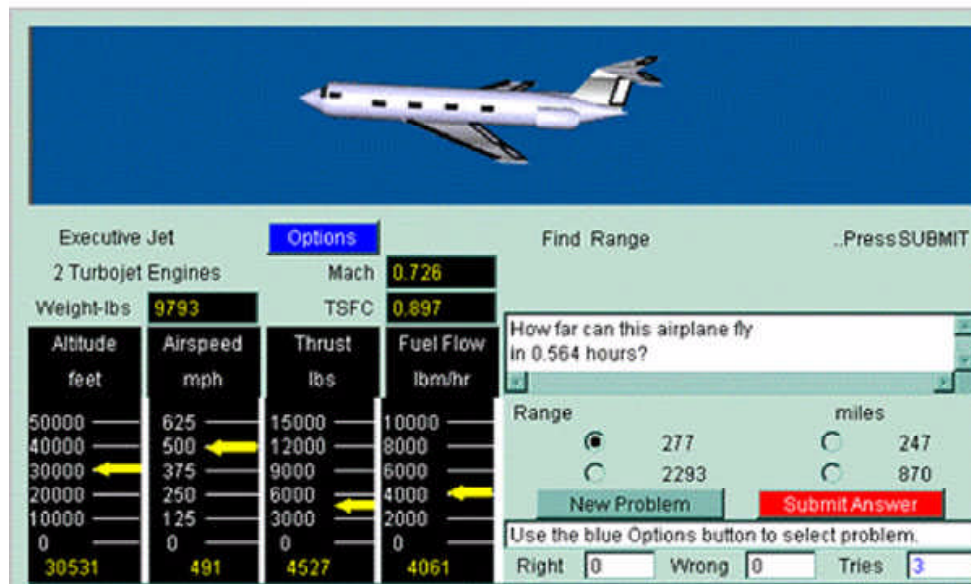 Executive Jet Options Find Range ..Press SUBMIT
2 Turbojet Engines Mach 0.726
Weight-lbs 9793 TSFC 0.897
How far can this airplane fly
in 0.564 hours?
Altitude Airspeed Thrust Fuel Flow
feet mph lbs lbm/hr
50000 625 15000 10000
40000 500 12000 8000
30000 375 9000 6000
20000 250 6000 4000
10000 125 3000 2000
0 0 0 0
30531 491 4527 4061
Range miles
277 247
2293 870
New Problem Submit Answer
Use the blue Options button to select problem.
Right 0 Wrong 0 Tries 3